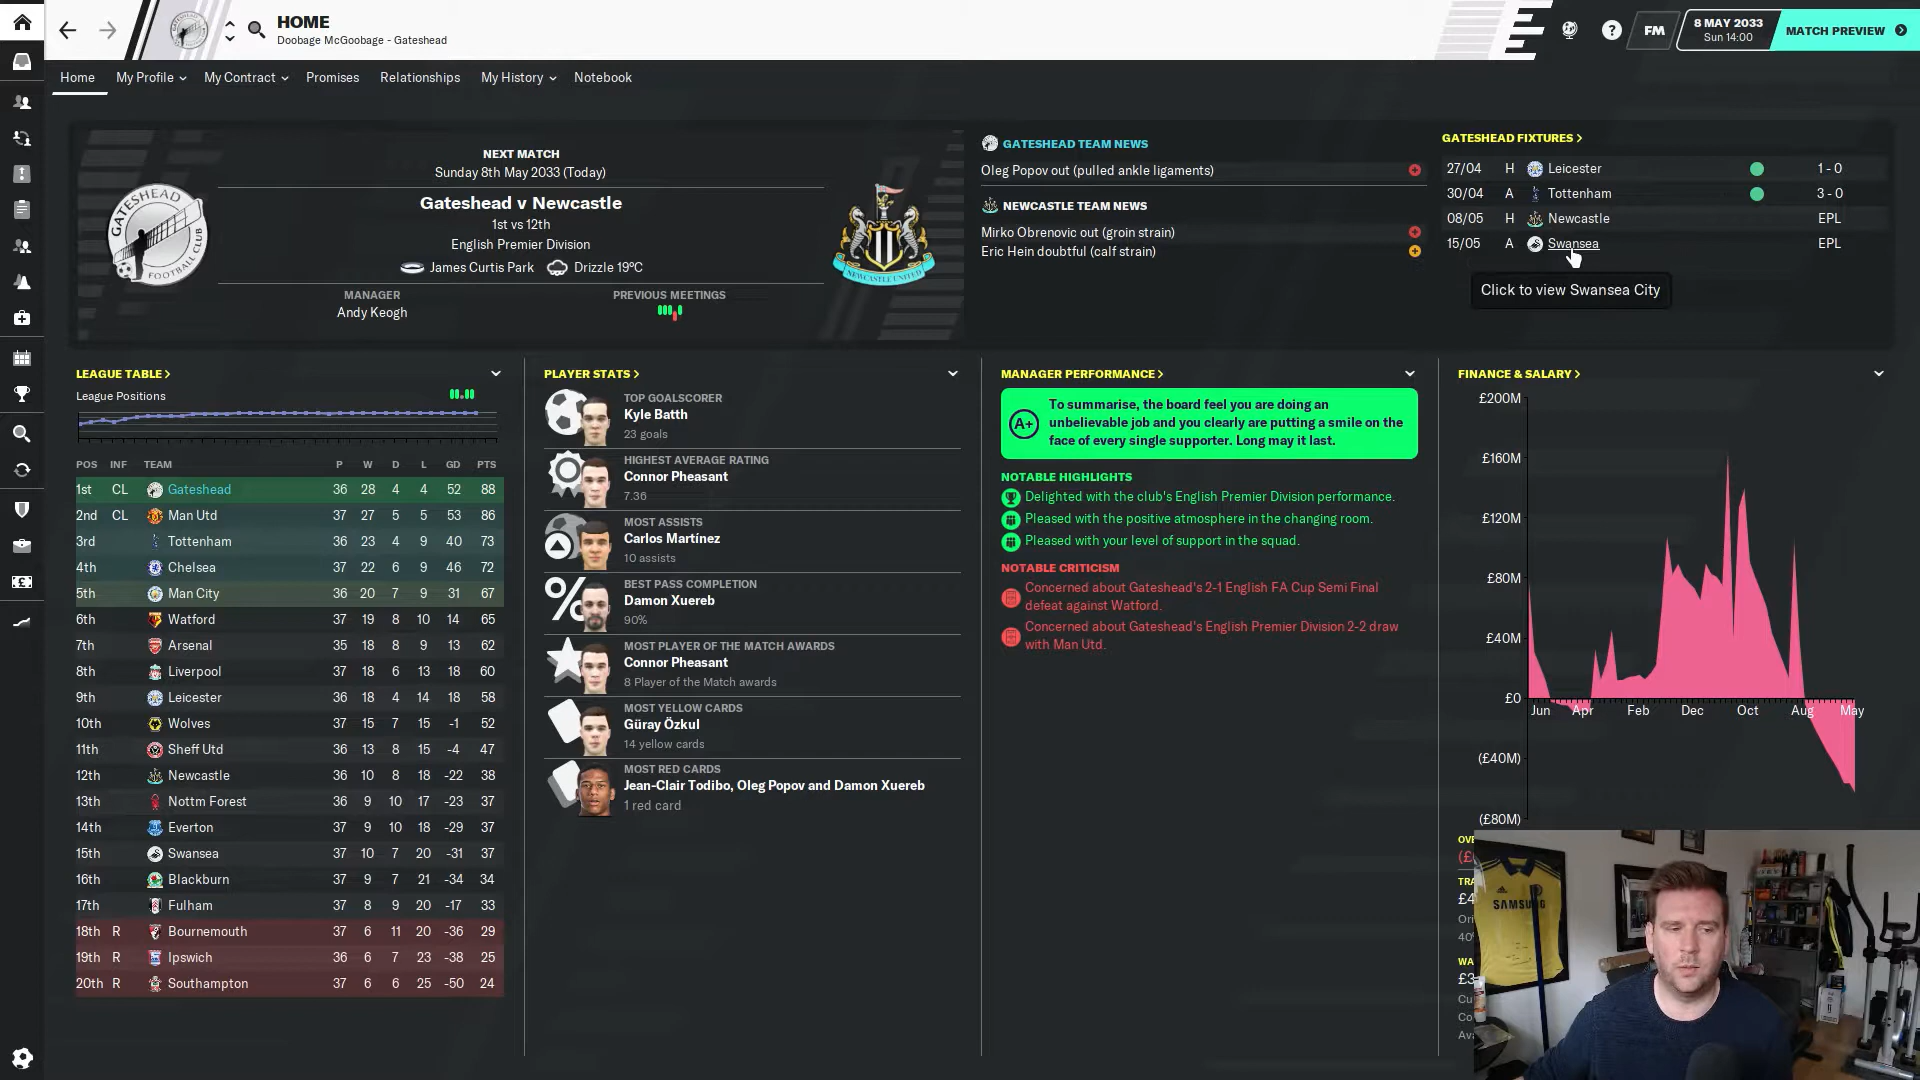 HOME
Doobage McGoobage - Gateshead
FM
8 MAY 2033
Sun 14:00
MATCH PREVIEW
Home
My Profile
My Contract
Promises
Relationships
My History
Notebook
NEXT MATCH
Sunday 8th May 2033 (Today)
Gateshead v Newcastle
1st vs 12th
English Premier Division
James Curtis Park
Drizzle 19ºC
MANAGER
Andy Keogh
PREVIOUS MEETINGS
GATESHEAD
FOOTBALL CLUB
NEWCASTLE UNITED
GATESHEAD TEAM NEWS
Oleg Popov out (pulled ankle ligaments)
NEWCASTLE TEAM NEWS
Mirko Obrenovic out (groin strain)
Eric Hein doubtful (calf strain)
GATESHEAD FIXTURES >
27/04 H Leicester 1 - 0
30/04 A Tottenham 3 - 0
08/05 H Newcastle EPL
15/05 A Swansea EPL
Click to view Swansea City
LEAGUE TABLE >
League Positions
POS INF TEAM P W D L GD PTS
1st CL Gateshead 36 28 4 4 52 88
2nd CL Man Utd 37 27 5 5 53 86
3rd Tottenham 36 23 4 9 40 73
4th Chelsea 37 22 6 9 46 72
5th Man City 36 20 7 9 31 67
6th Watford 37 19 8 10 14 65
7th Arsenal 35 18 8 9 13 62
8th Liverpool 37 18 6 13 18 60
9th Leicester 36 18 4 14 18 58
10th Wolves 37 15 7 15 -1 52
11th Sheff Utd 36 13 8 15 -4 47
12th Newcastle 36 10 8 18 -22 38
13th Nottm Forest 36 9 10 17 -23 37
14th Everton 37 9 10 18 -29 37
15th Swansea 37 10 7 20 -31 37
16th Blackburn 37 9 7 21 -34 34
17th Fulham 37 8 9 20 -17 33
18th R Bournemouth 37 6 11 20 -36 29
19th R Ipswich 36 6 7 23 -38 25
20th R Southampton 37 6 6 25 -50 24
PLAYER STATS >
TOP GOALSCORER
Kyle Batth
23 goals
HIGHEST AVERAGE RATING
Connor Pheasant
7.36
MOST ASSISTS
Carlos Martínez
10 assists
BEST PASS COMPLETION
Damon Xuereb
90%
MOST PLAYER OF THE MATCH AWARDS
Connor Pheasant
8 Player of the Match awards
MOST YELLOW CARDS
Güray Özkul
14 yellow cards
MOST RED CARDS
Jean-Clair Todibo, Oleg Popov and Damon Xuereb
1 red card
MANAGER PERFORMANCE >
A+
To summarise, the board feel you are doing an
unbelievable job and you clearly are putting a smile on the
face of every single supporter. Long may it last.
NOTABLE HIGHLIGHTS
Delighted with the club's English Premier Division performance.
Pleased with the positive atmosphere in the changing room.
Pleased with your level of support in the squad.
NOTABLE CRITICISM
Concerned about Gateshead's 2-1 English FA Cup Semi Final
defeat against Watford.
Concerned about Gateshead's English Premier Division 2-2 draw
with Man Utd.
FINANCE & SALARY >
£200M
£160M
£120M
£80M
£40M
£0
Jun Apr Feb Dec Oct Aug May
(£40M)
(£80M)
SAMSUNG